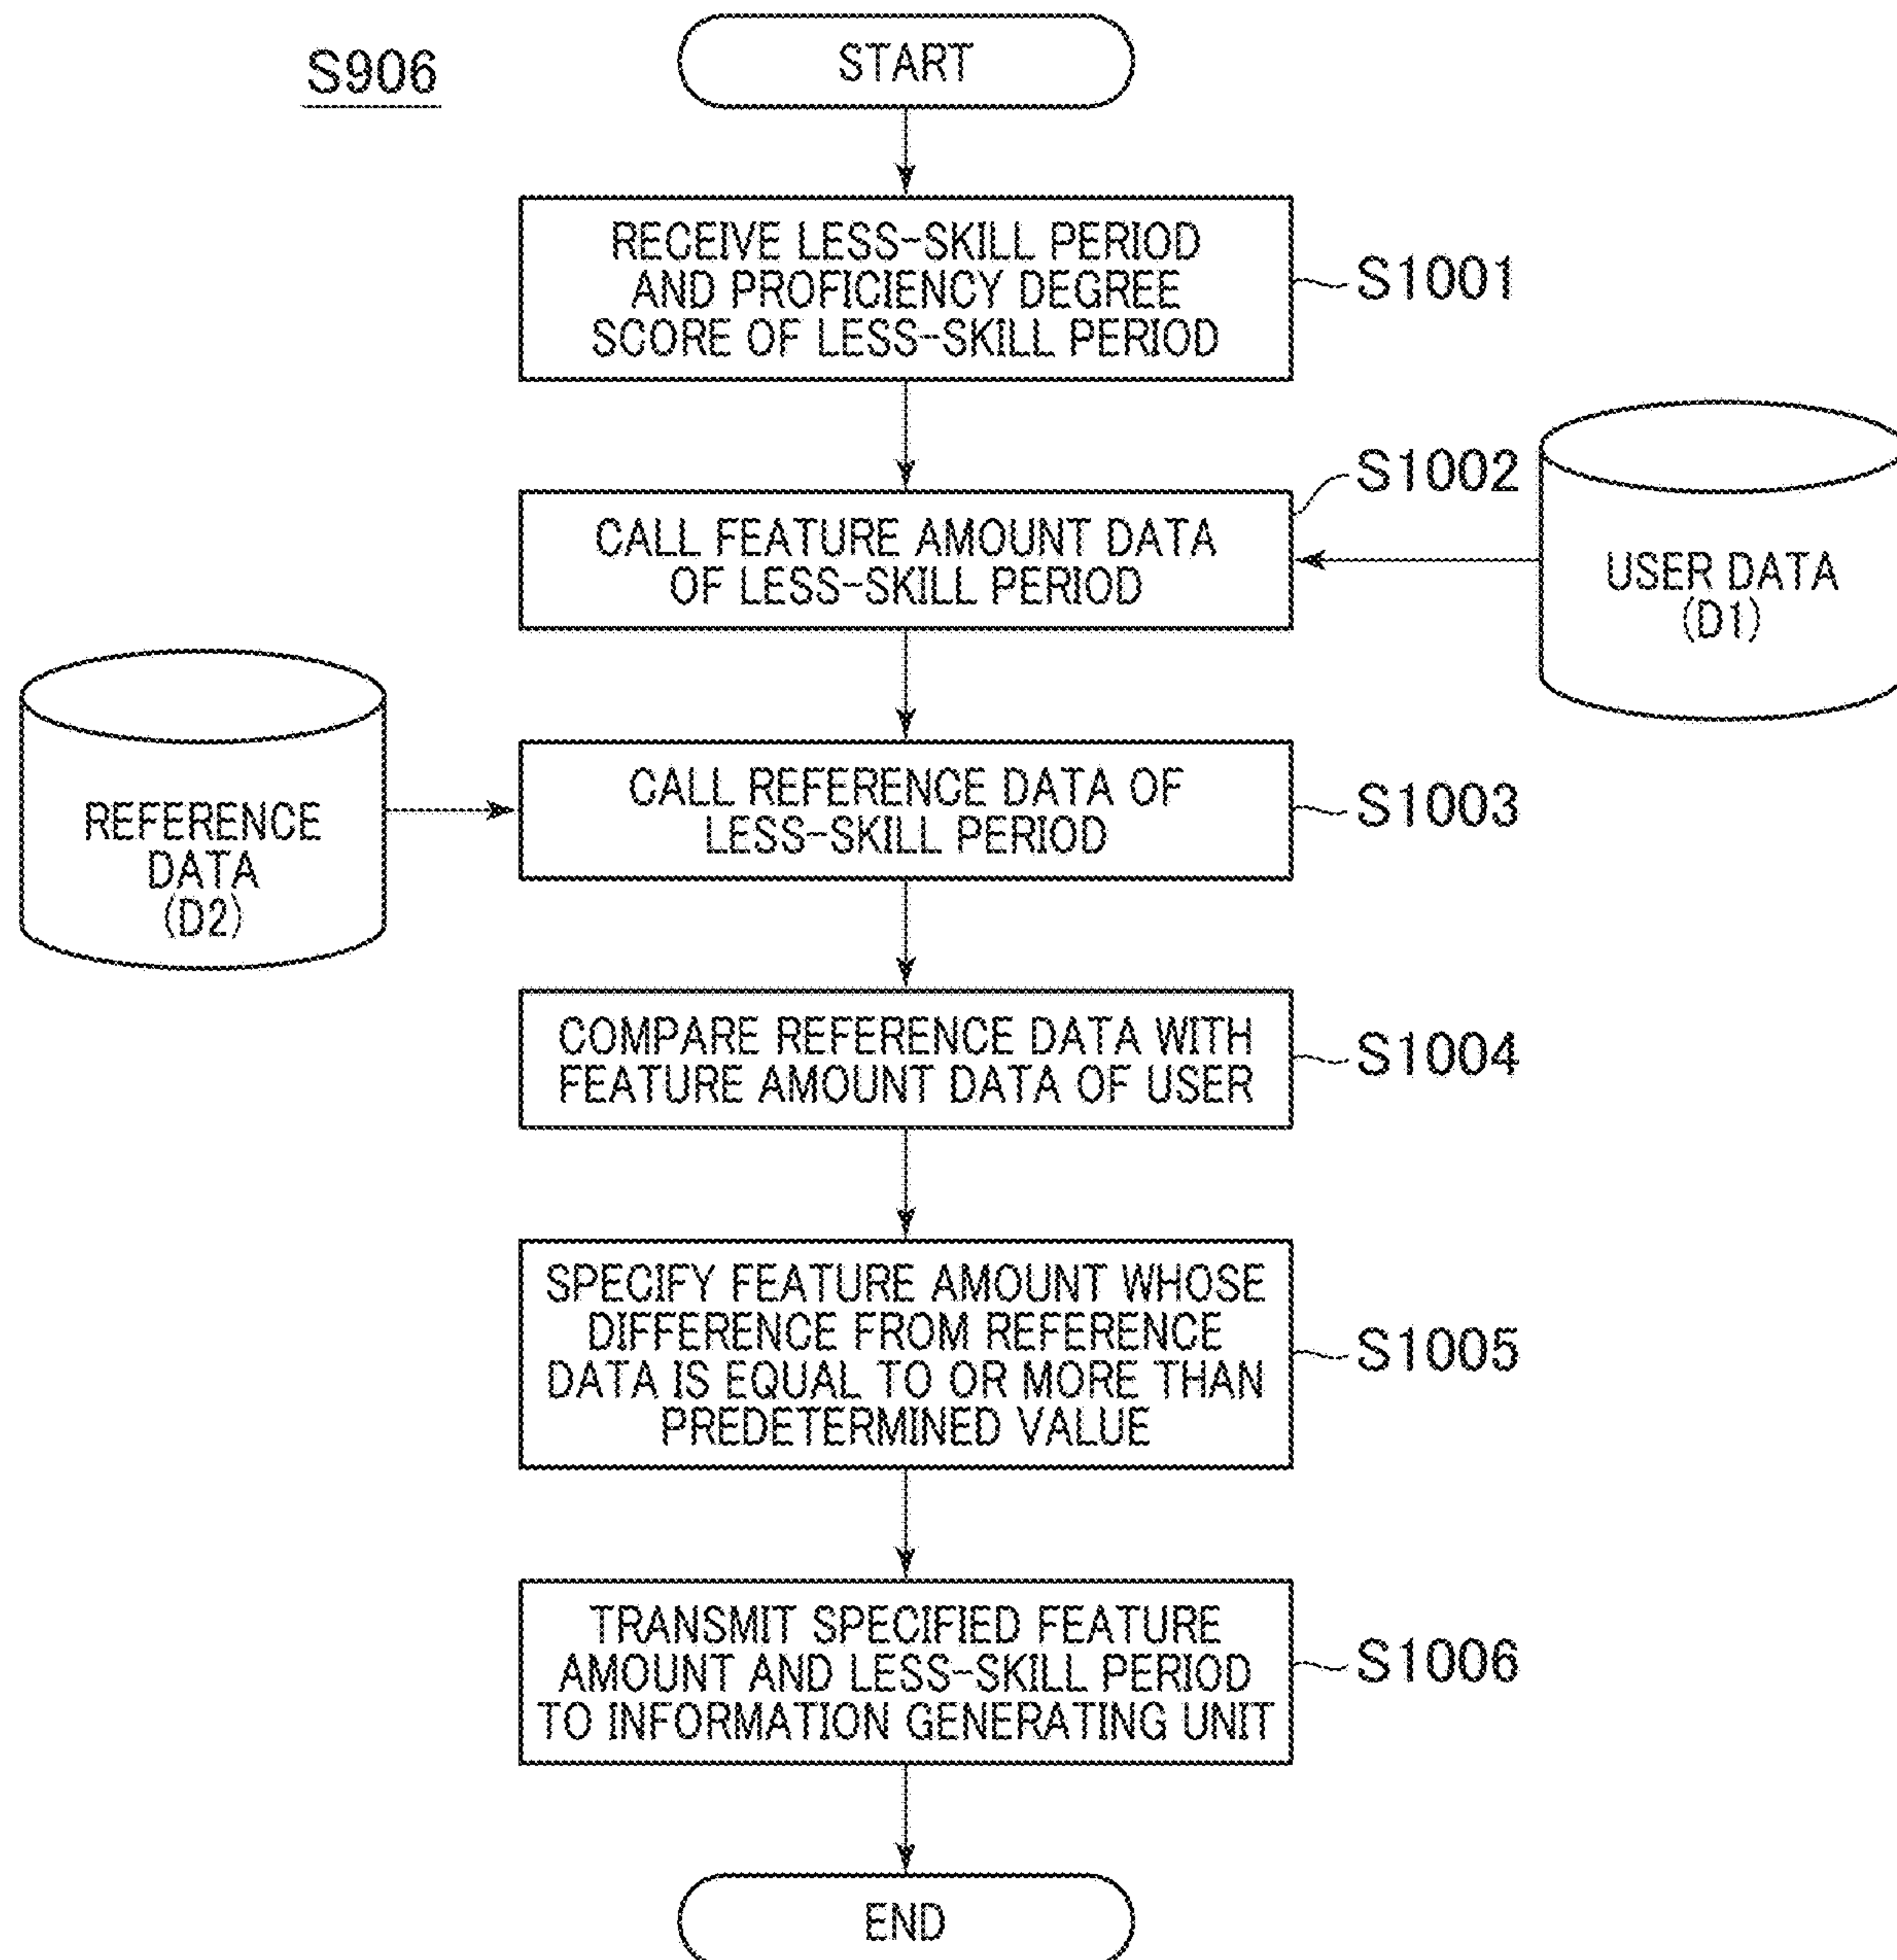 S906
START
RECEIVE LESS-SKILL PERIOD
AND PROFICIENCY DEGREE
SCORE OF LESS-SKILL PERIOD
S1001
CALL FEATURE AMOUNT DATA
OF LESS-SKILL PERIOD
S1002
USER DATA
(D1)
REFERENCE
DATA
(D2)
CALL REFERENCE DATA OF
LESS-SKILL PERIOD
S1003
COMPARE REFERENCE DATA WITH
FEATURE AMOUNT DATA OF USER
S1004
SPECIFY FEATURE AMOUNT WHOSE
DIFFERENCE FROM REFERENCE
DATA IS EQUAL TO OR MORE THAN
PREDETERMINED VALUE
S1005
TRANSMIT SPECIFIED FEATURE
AMOUNT AND LESS-SKILL PERIOD
TO INFORMATION GENERATING UNIT
S1006
END